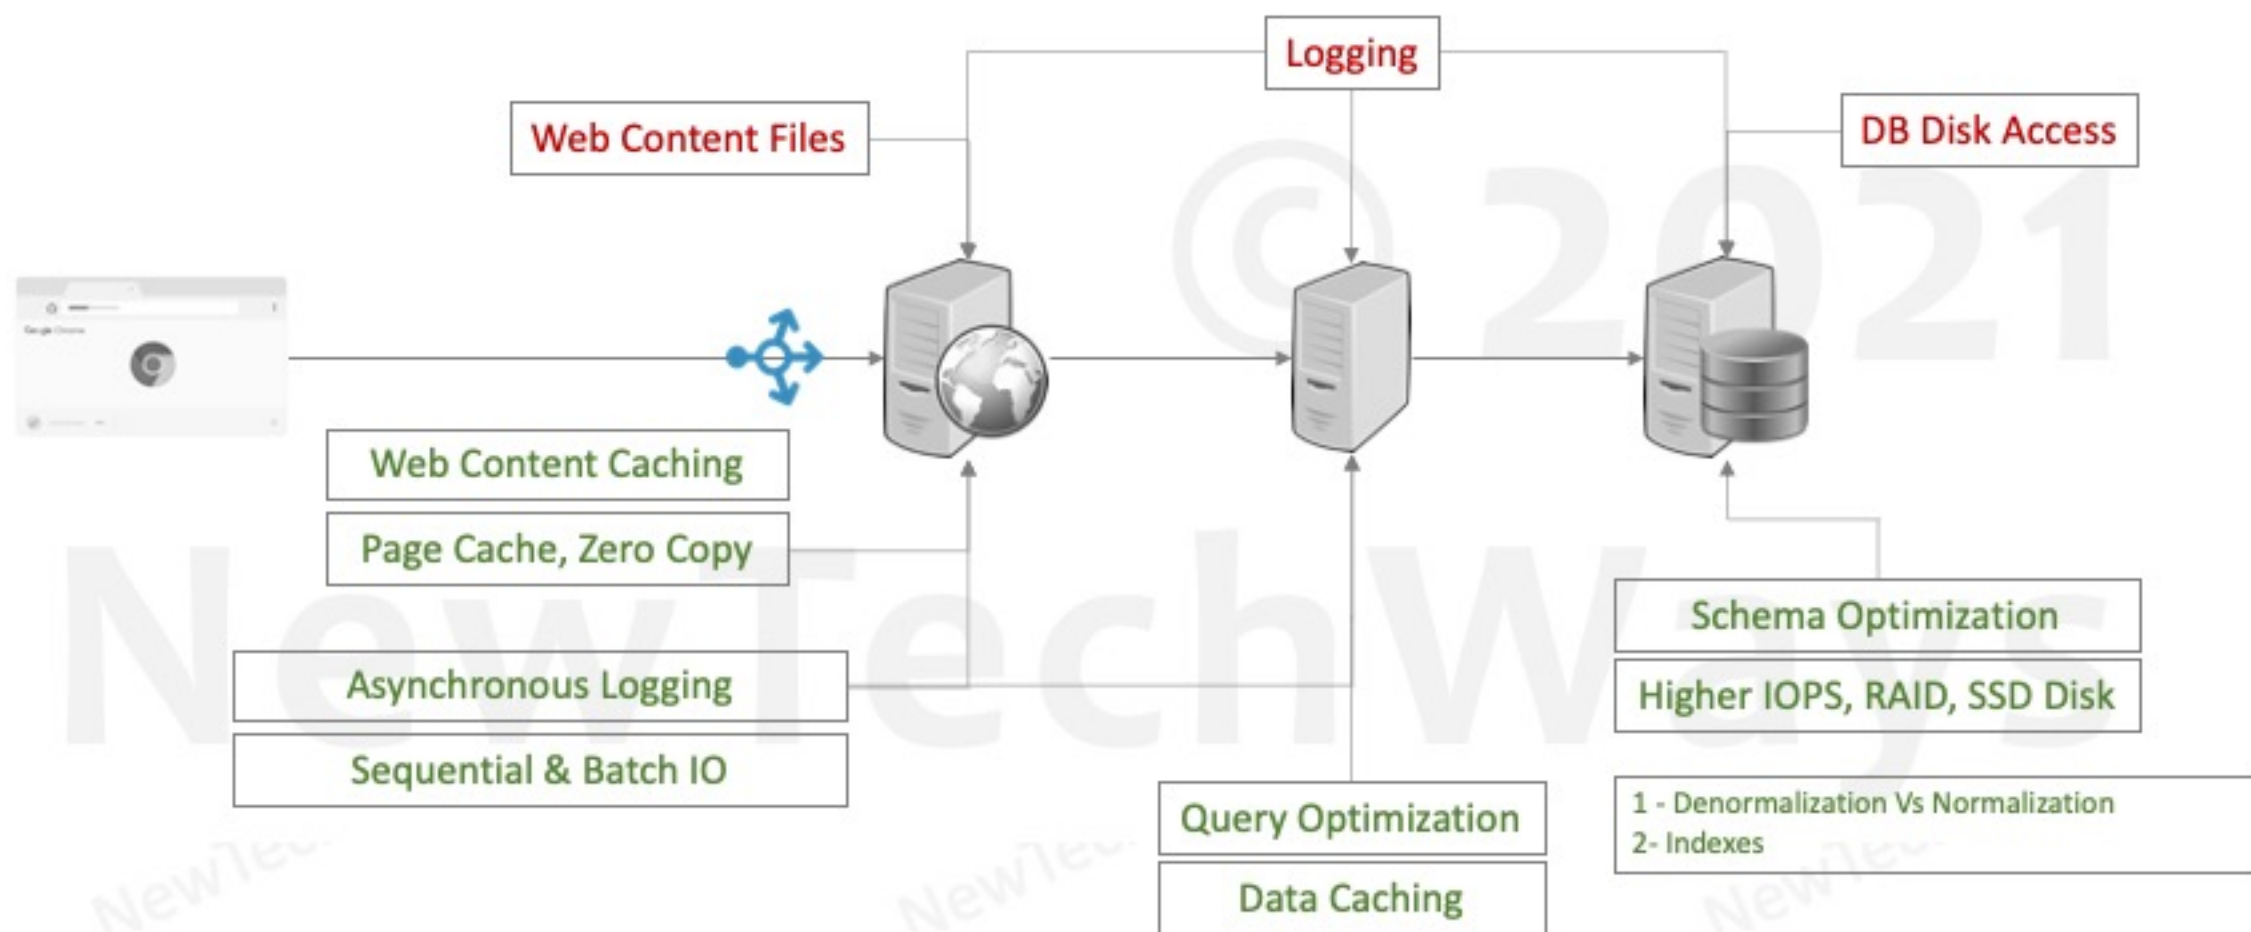 Logging
Web Content Files
DB Disk Access
© 2021
Google Chrome
Web Content Caching
Page Cache, Zero Copy
NewTechWays
Schema Optimization
Asynchronous Logging
Higher IOPS, RAID, SSD Disk
Sequential & Batch IO
Query Optimization
1 - Denormalization Vs Normalization
2- Indexes
Data Caching